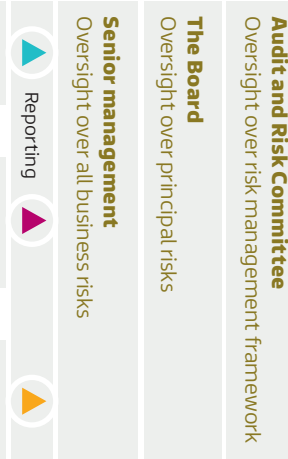 Audit and Risk Committee
Oversight over risk management framework
The Board
Oversight over principal risks
Senior management
Oversight over all business risks
Reporting